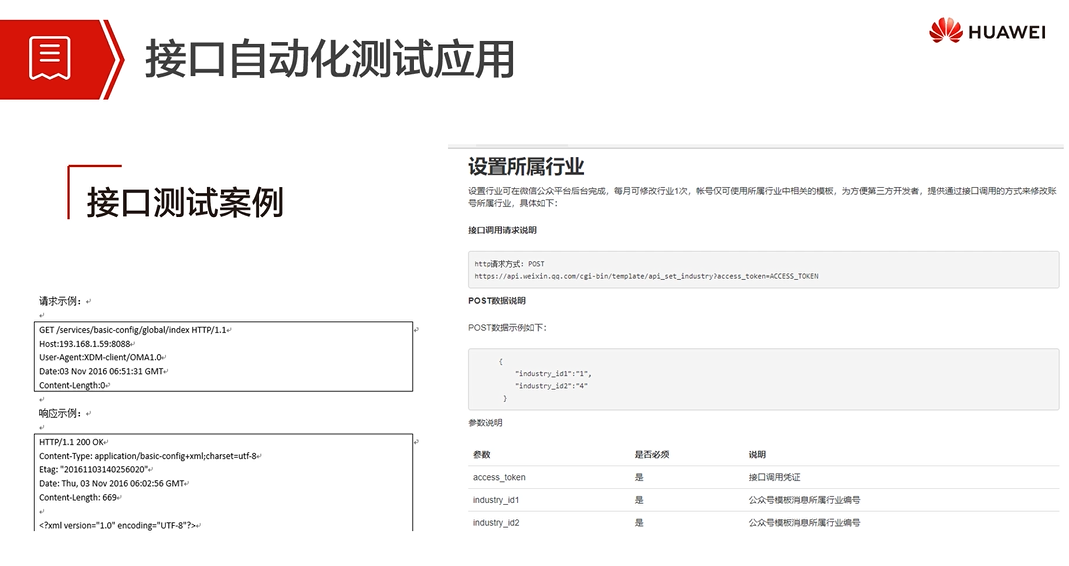 接口自动化测试应用
HUAWEI
接口测试案例
请求示例：
GET /services/basic-config/global/index HTTP/1.1
Host:193.168.1.59:8088
User-Agent:XDM-client/OMA1.0
Date:03 Nov 2016 06:51:31 GMT
Content-Length:0
响应示例：
HTTP/1.1 200 OK
Content-Type: application/basic-config+xml;charset=utf-8
Etag: "20161103140256020"
Date: Thu, 03 Nov 2016 06:02:56 GMT
Content-Length: 669
<?xml version="1.0" encoding="UTF-8"?>
设置所属行业
设置行业可在微信公众平台后台完成，每月可修改行业1次，帐号仅可使用所属行业中相关的模板，为方便第三方开发者，提供通过接口调用的方式来修改账
号所属行业，具体如下：
接口调用请求说明
http请求方式: POST
https://api.weixin.qq.com/cgi-bin/template/api_set_industry?access_token=ACCESS_TOKEN
POST数据说明
POST数据示例如下：
{
"industry_id1":"1",
"industry_id2":"4"
}
参数说明
参数 是否必须 说明
access_token 是 接口调用凭证
industry_id1 是 公众号模板消息所属行业编号
industry_id2 是 公众号模板消息所属行业编号